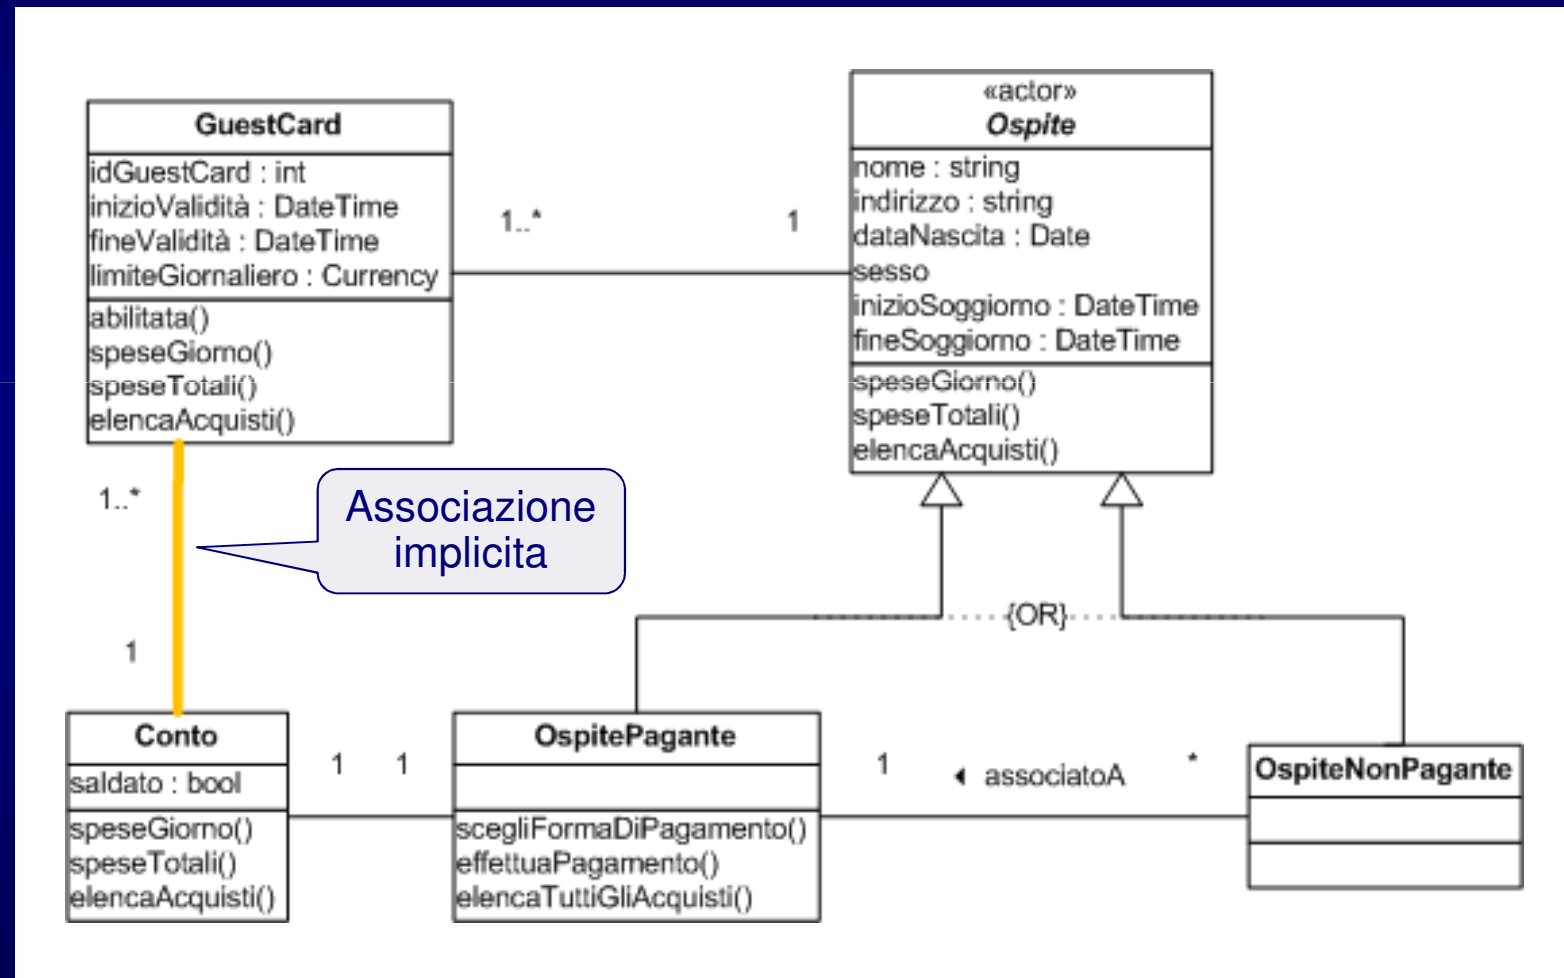 GuestCard
idGuestCard : int
inizioValidità : DateTime
fineValidità : DateTime
limiteGiornaliero : Currency
abilitata()
speseGiorno()
speseTotali()
elencaAcquisti()
1..*
1
«actor»
Ospite
nome : string
indirizzo : string
dataNascita : Date
sesso
inizioSoggiorno : DateTime
fineSoggiorno : DateTime
speseGiorno()
speseTotali()
elencaAcquisti()
1..*
Associazione
implicita
1
{OR}
Conto
saldato : bool
speseGiorno()
speseTotali()
elencaAcquisti()
1
1
OspitePagante
scegliFormaDiPagamento()
effettuaPagamento()
elencaTuttiGliAcquisti()
1
associatoA
*
OspiteNonPagante